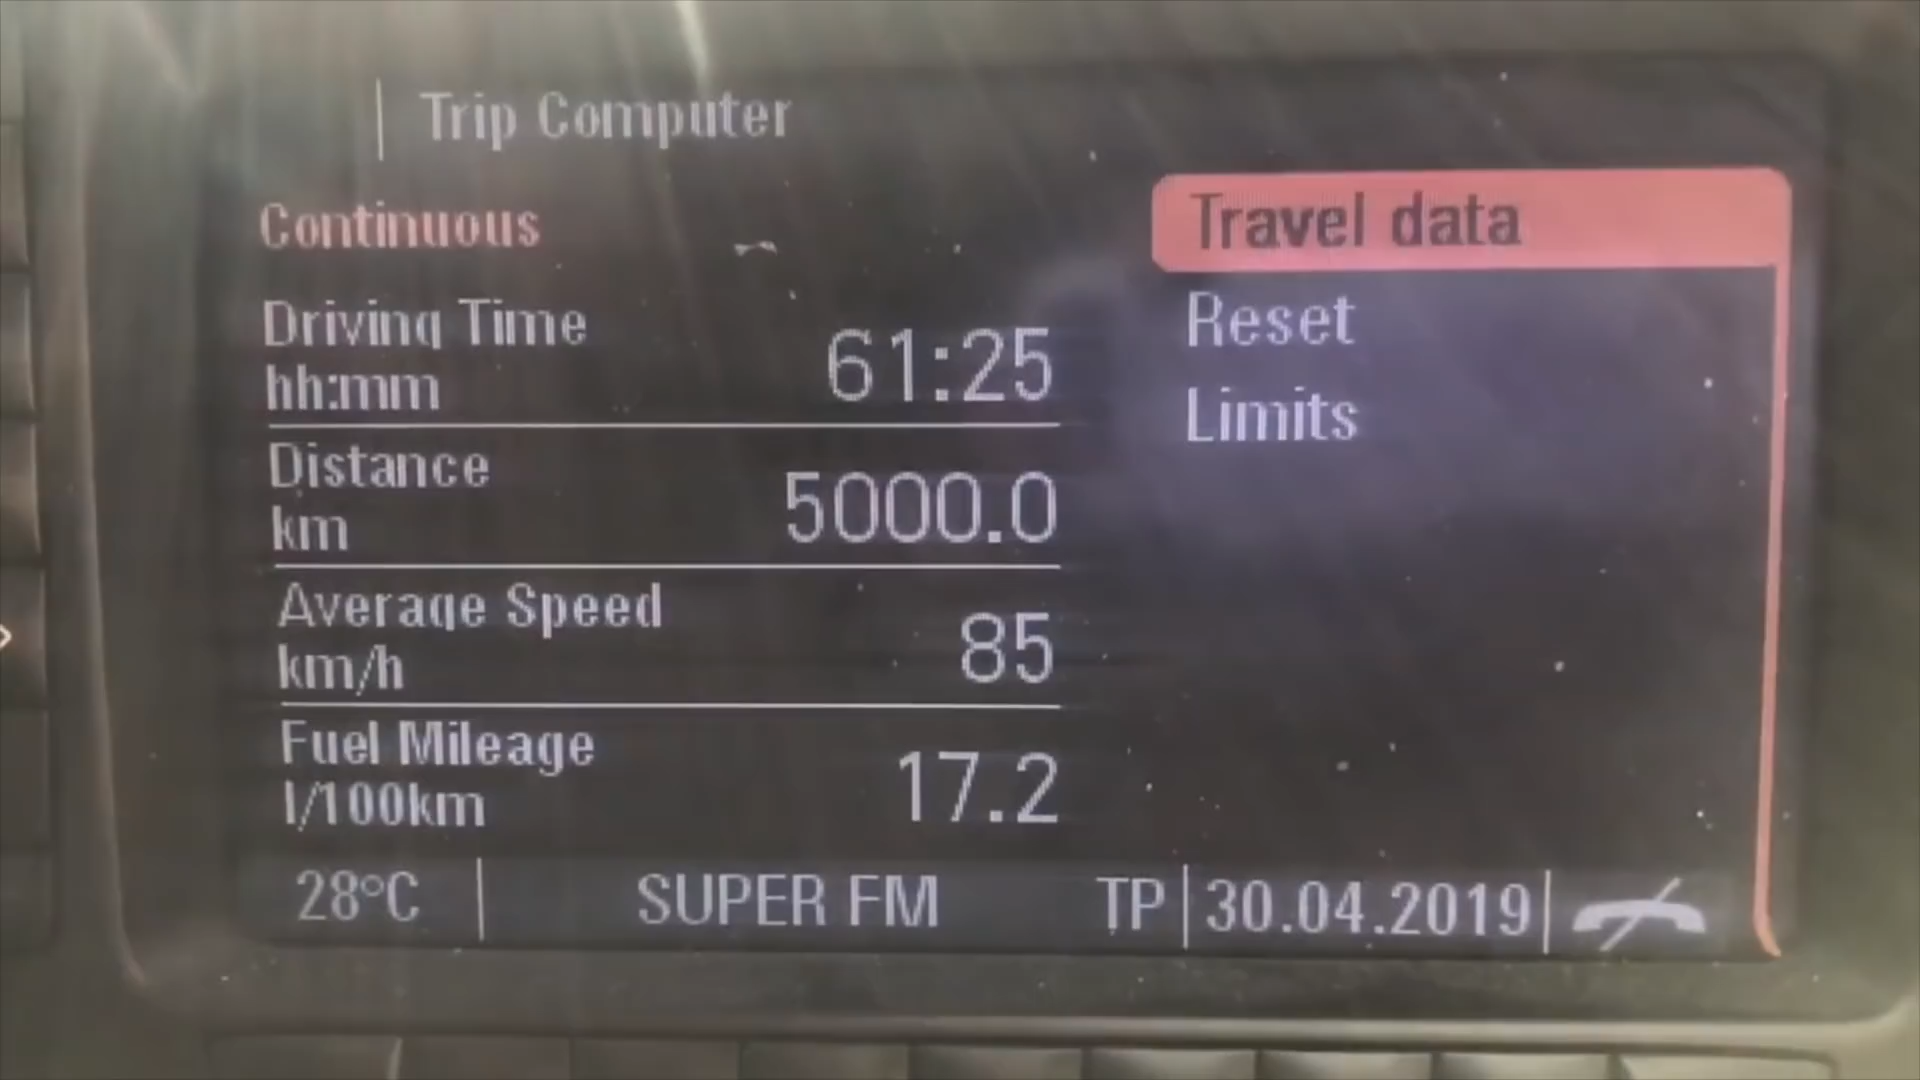 Trip Computer
Continuous
Travel data
Reset
Limits
Driving Time
hh:mm
61:25
Distance
km
5000.0
Average Speed
km/h
85
Fuel Mileage
l/100km
17.2
28°C
SUPER FM
TP
30.04.2019